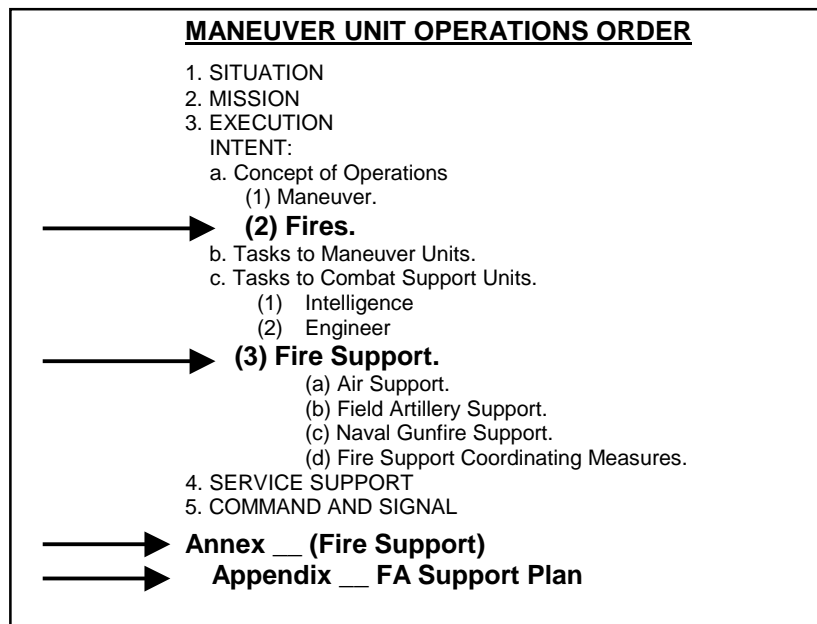 MANEUVER UNIT OPERATIONS ORDER
1. SITUATION
2. MISSION
3. EXECUTION
INTENT:
a. Concept of Operations
(1) Maneuver.
(2) Fires.
b. Tasks to Maneuver Units.
c. Tasks to Combat Support Units.
(1) Intelligence
(2) Engineer
(3) Fire Support.
(a) Air Support.
(b) Field Artillery Support.
(c) Naval Gunfire Support.
(d) Fire Support Coordinating Measures.
4. SERVICE SUPPORT
5. COMMAND AND SIGNAL
Annex __ (Fire Support)
Appendix __ FA Support Plan